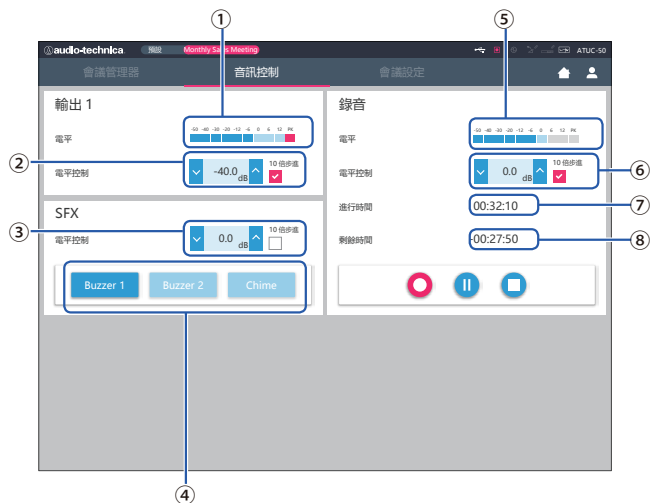 ① ⑤
audio-technica 預設 Monthly Sales Meeting ATUC-50
會議管理器 音訊控制 會議設定
輸出 1
電平
-50 -40 -30 -20 -12 -6 0 6 12 PK
② 電平控制 -40.0 dB 10 倍步進
SFX
③ 電平控制 0.0 dB 10 倍步進
Buzzer 1 Buzzer 2 Chime
④
錄音
電平
-50 -40 -30 -20 -12 -6 0 6 12 PK
電平控制 0.0 dB 10 倍步進 ⑥
進行時間 00:32:10 ⑦
剩餘時間 -00:27:50 ⑧